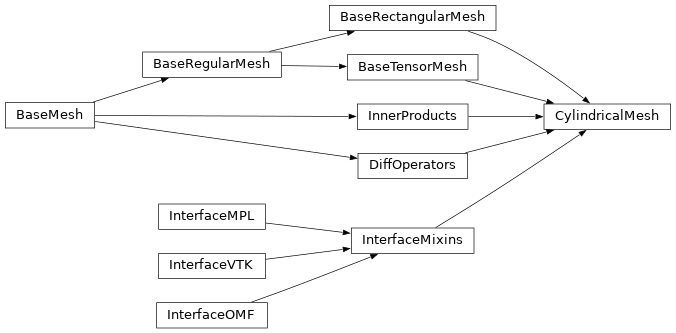 BaseRectangularMesh
BaseRegularMesh
BaseTensorMesh
BaseMesh
InnerProducts
CylindricalMesh
DiffOperators
InterfaceMPL
InterfaceMixins
InterfaceVTK
InterfaceOMF